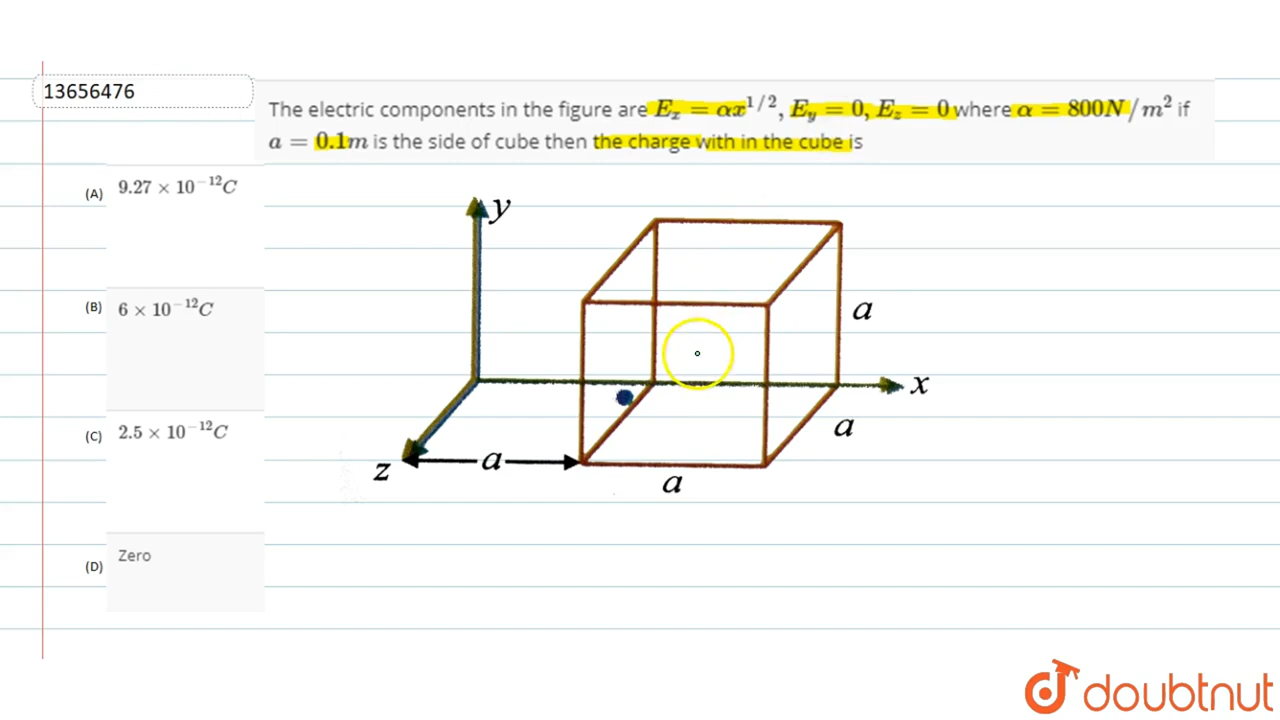 13656476
The electric components in the figure are E_x = αx^{1/2}, E_y = 0, E_z = 0 where α = 800N/m^2 if
a = 0.1m is the side of cube then the charge with in the cube is
(A) 9.27 × 10^{-12}C
(B) 6 × 10^{-12}C
(C) 2.5 × 10^{-12}C
(D) Zero
y
a
x
a
z
a
a
doubtnut